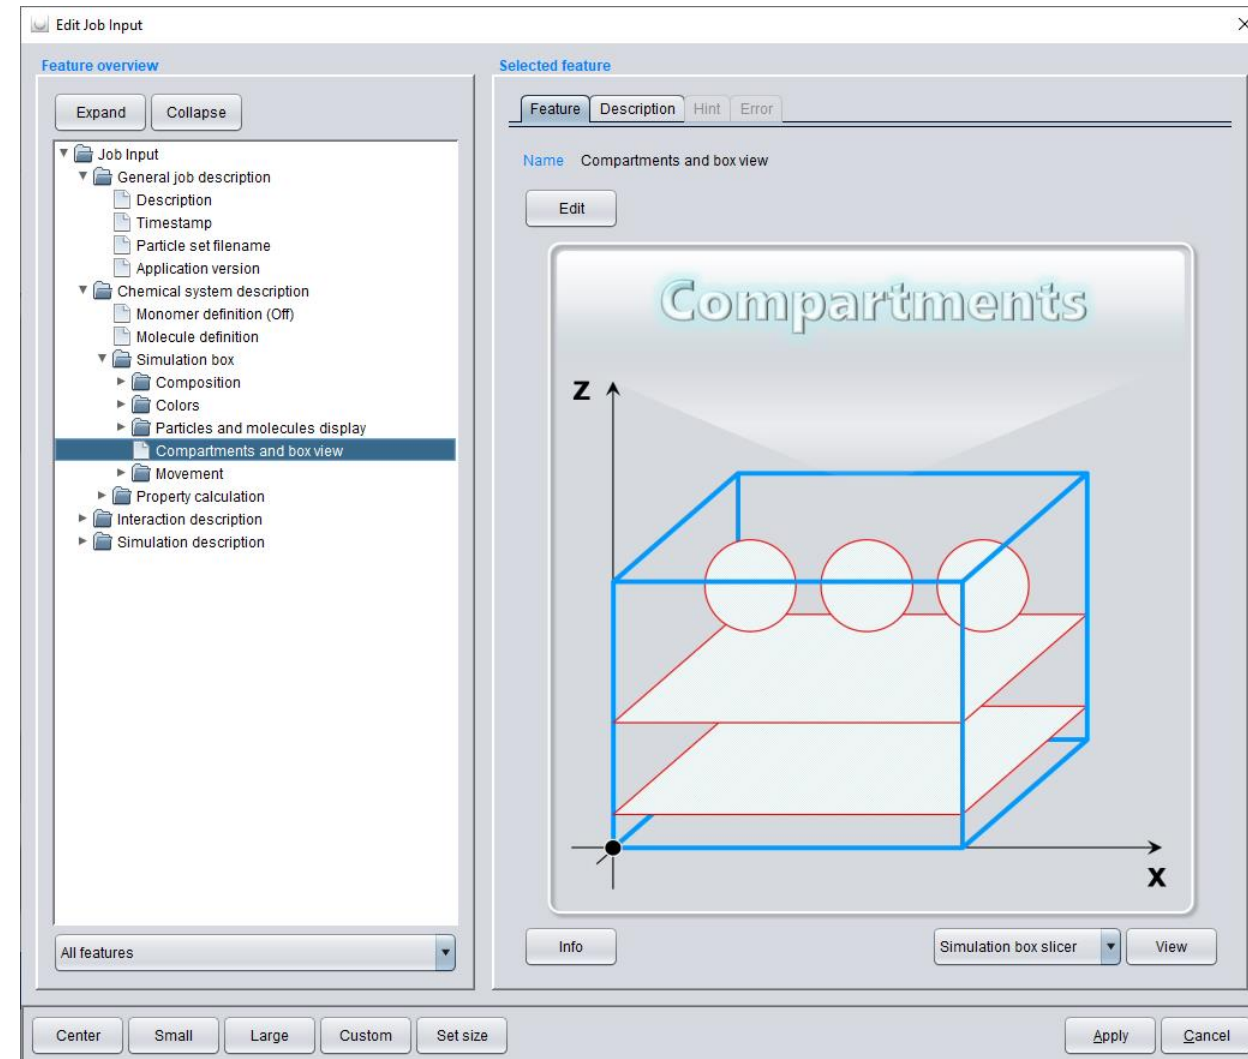 Edit Job Input
Feature overview
Expand Collapse
Job Input
General job description
Description
Timestamp
Particle set filename
Application version
Chemical system description
Monomer definition (Off)
Molecule definition
Simulation box
Composition
Colors
Particles and molecules display
Compartments and box view
Movement
Property calculation
Interaction description
Simulation description
All features
Selected feature
Feature Description Hint Error
Name Compartments and box view
Edit
Compartments
Z
X
Info Simulation box slicer View
Center Small Large Custom Set size Apply Cancel